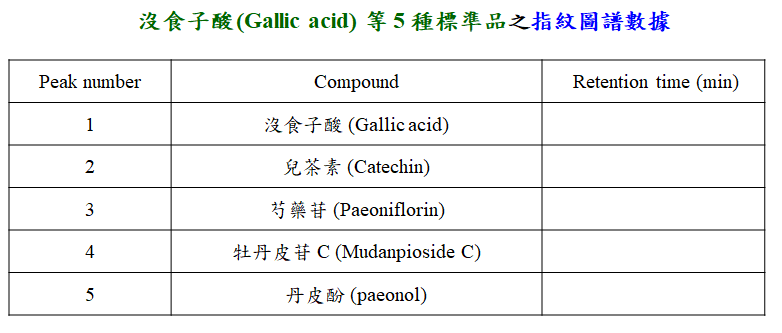 沒食子酸(Gallic acid) 等 5 種標準品之指紋圖譜數據
Peak number Compound Retention time (min)
1 沒食子酸 (Gallic acid)
2 兒茶素 (Catechin)
3 芍藥苷 (Paeoniflorin)
4 牡丹皮苷 C (Mudanpioside C)
5 丹皮酚 (paeonol)